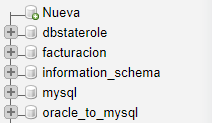 Nueva
dbstaterole
facturacion
information_schema
mysql
oracle_to_mysql